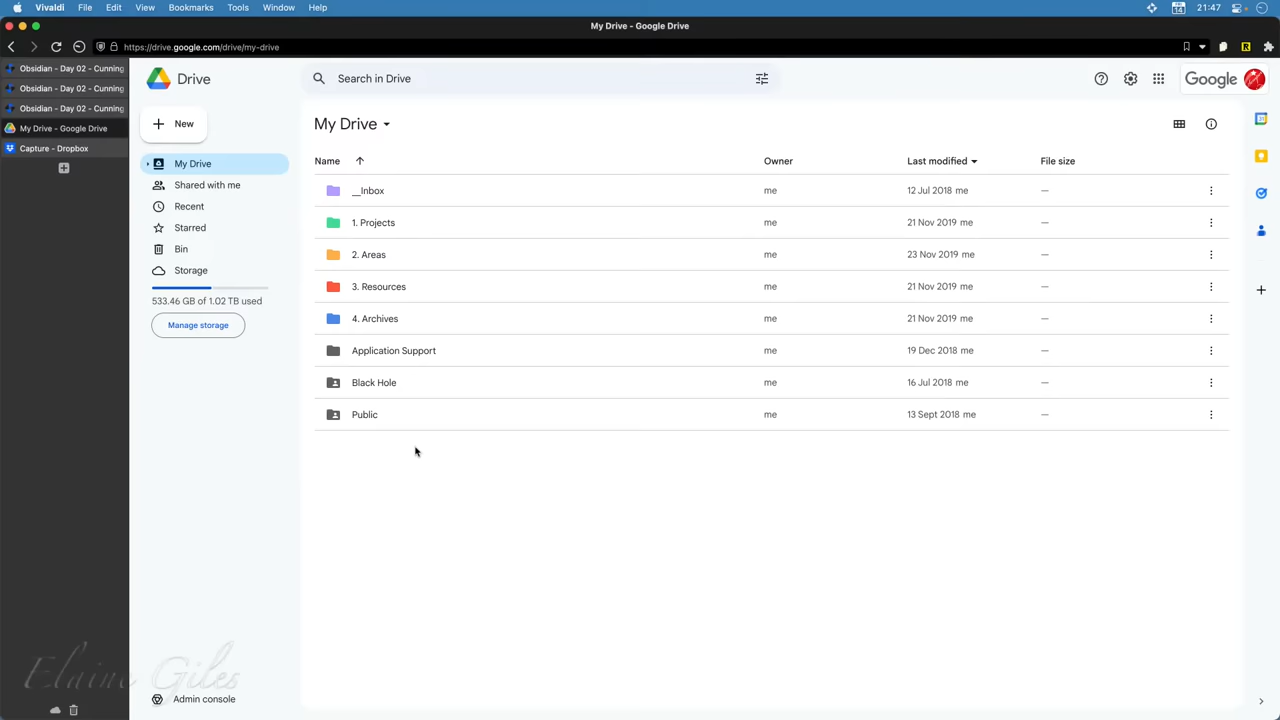 Vivaldi File Edit View Bookmarks Tools Window Help 14 21:47
My Drive - Google Drive
https://drive.google.com/drive/my-drive
Obsidian - Day 02 - Cunning
Obsidian - Day 02 - Cunning
Obsidian - Day 02 - Cunning
My Drive - Google Drive
Capture - Dropbox
Drive
Search in Drive
Google
New
My Drive
Shared with me
Recent
Starred
Bin
Storage
533.46 GB of 1.02 TB used
Manage storage
Admin console
My Drive
Name Owner Last modified File size
__Inbox me 12 Jul 2018 me —
1. Projects me 21 Nov 2019 me —
2. Areas me 23 Nov 2019 me —
3. Resources me 21 Nov 2019 me —
4. Archives me 21 Nov 2019 me —
Application Support me 19 Dec 2018 me —
Black Hole me 16 Jul 2018 me —
Public me 13 Sept 2018 me —
Elaine Giles